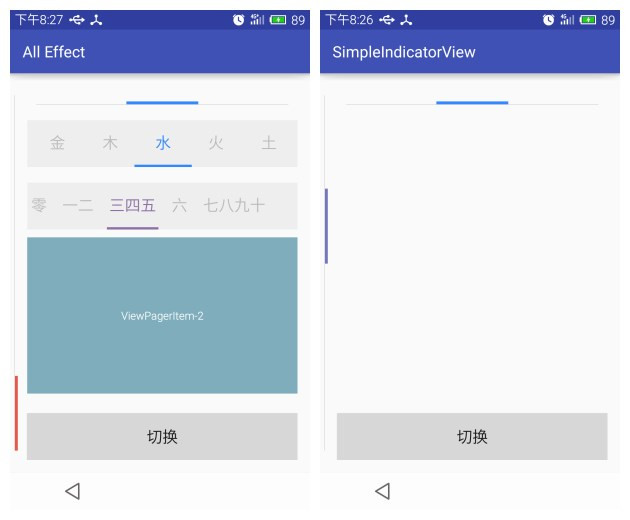 下午8:27 89
All Effect
金 木 水 火 土
零 一二 三四五 六 七八九十
ViewPagerItem-2
切换
下午8:26 89
SimpleIndicatorView
切换